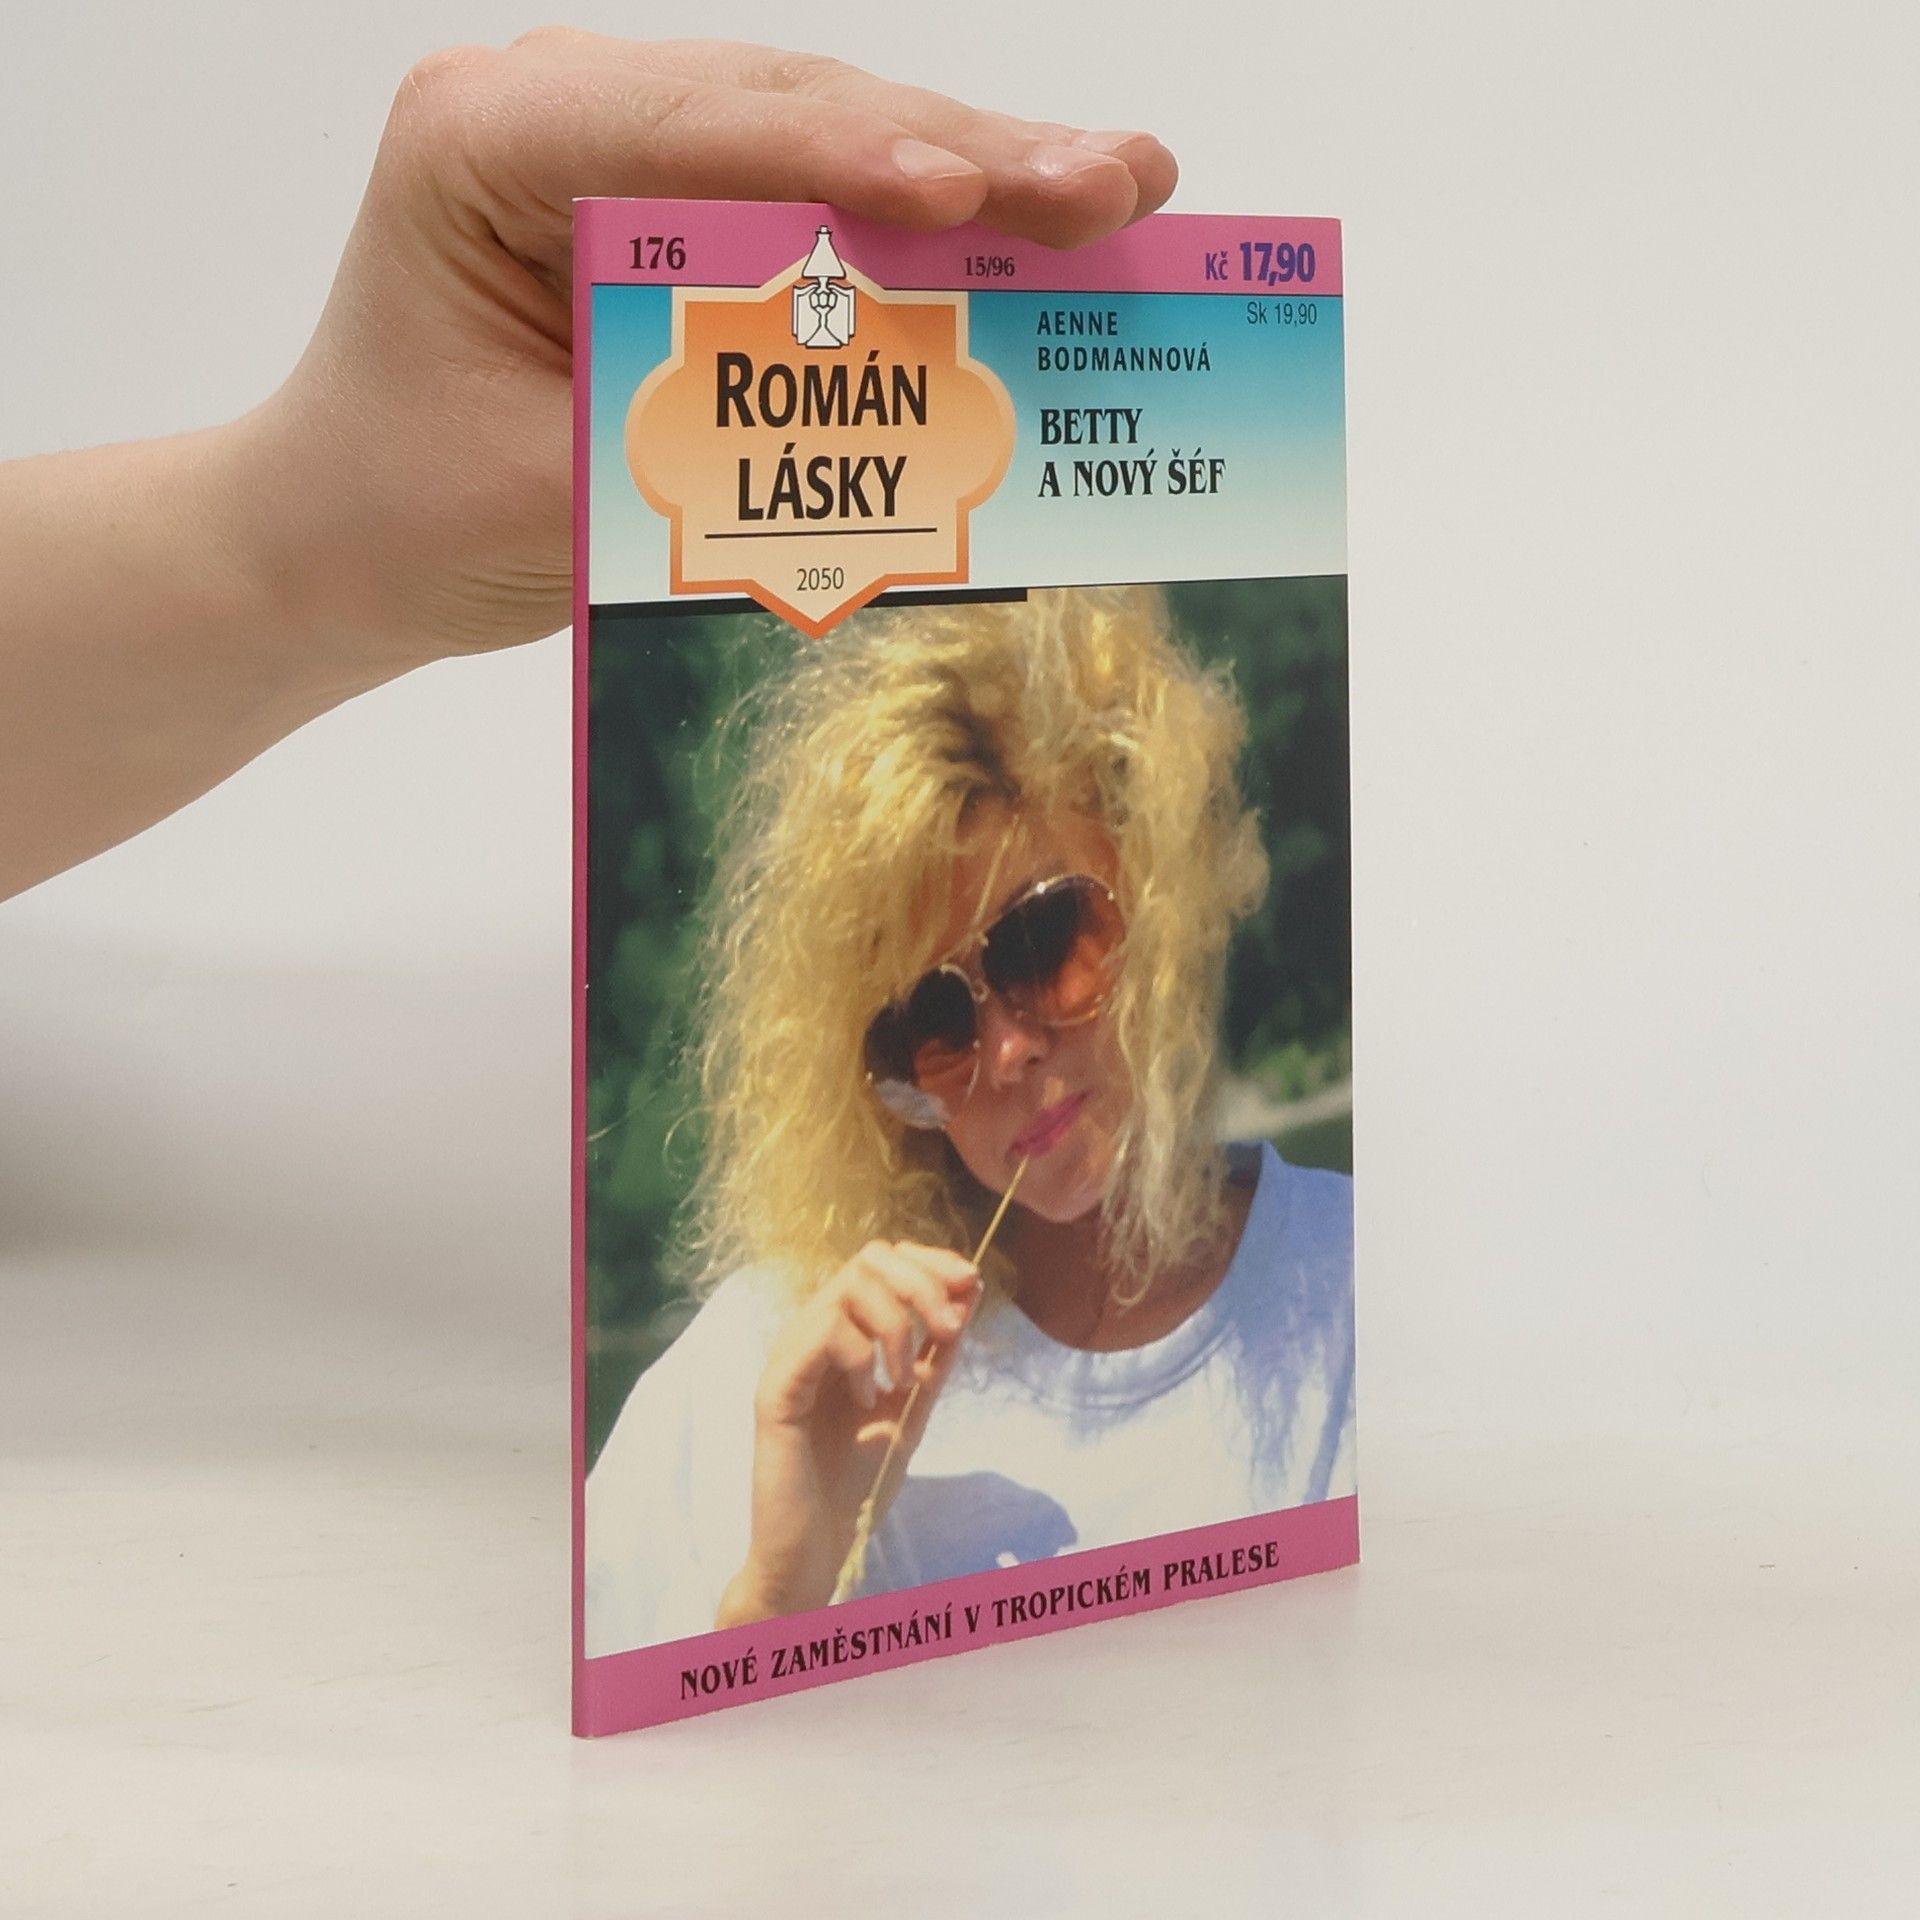 176
15/96
Kč 17,90
Sk 19,90
ROMÁN
LÁSKY
2050
AENNE
BODMANNOVÁ
BETTY
A NOVÝ ŠÉF
NOVÉ ZAMĚSTNÁNÍ V TROPICKÉM PRALESE